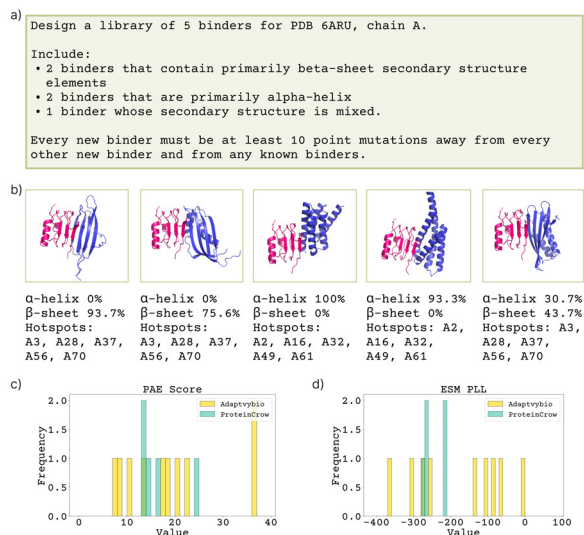 a)
Design a library of 5 binders for PDB 6ARU, chain A.
Include:
• 2 binders that contain primarily beta-sheet secondary structure
elements
• 2 binders that are primarily alpha-helix
• 1 binder whose secondary structure is mixed.
Every new binder must be at least 10 point mutations away from every
other new binder and from any known binders.
b)
α-helix 0%
β-sheet 93.7%
Hotspots:
A3, A28, A37,
A56, A70
α-helix 0%
β-sheet 75.6%
Hotspots:
A3, A28, A37,
A56, A70
α-helix 100%
β-sheet 0%
Hotspots:
A2, A16, A32,
A49, A61
α-helix 93.3%
β-sheet 0%
Hotspots: A2,
A16, A32,
A49, A61
α-helix 30.7%
β-sheet 43.7%
Hotspots: A3,
A28, A37,
A56, A70
c)
PAE Score
Adaptvybio
ProteinCrow
Frequency
2.0
1.5
1.0
0.5
0.0
0 10 20 30 40
Value
d)
ESM PLL
Adaptvybio
ProteinCrow
Frequency
2.0
1.5
1.0
0.5
0.0
-400 -300 -200 -100 0 100
Value